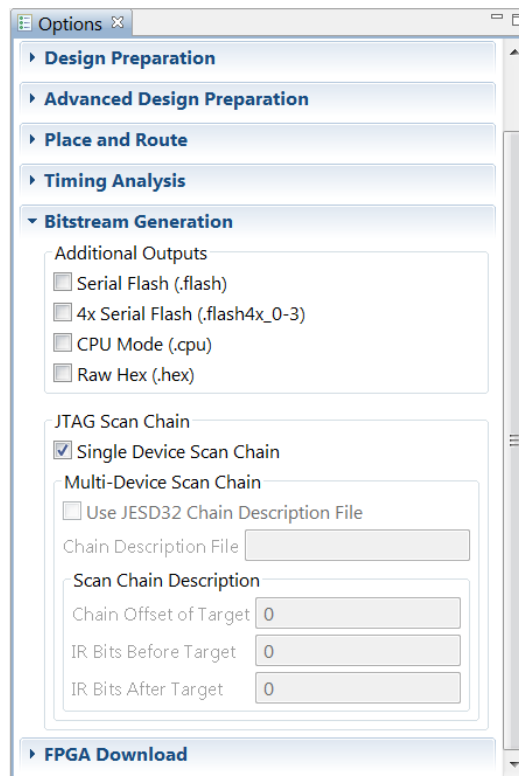 Options
Design Preparation
Advanced Design Preparation
Place and Route
Timing Analysis
Bitstream Generation
Additional Outputs
Serial Flash (.flash)
4x Serial Flash (.flash4x_0-3)
CPU Mode (.cpu)
Raw Hex (.hex)
JTAG Scan Chain
Single Device Scan Chain
Multi-Device Scan Chain
Use JESD32 Chain Description File
Chain Description File
Scan Chain Description
Chain Offset of Target 0
IR Bits Before Target 0
IR Bits After Target 0
FPGA Download